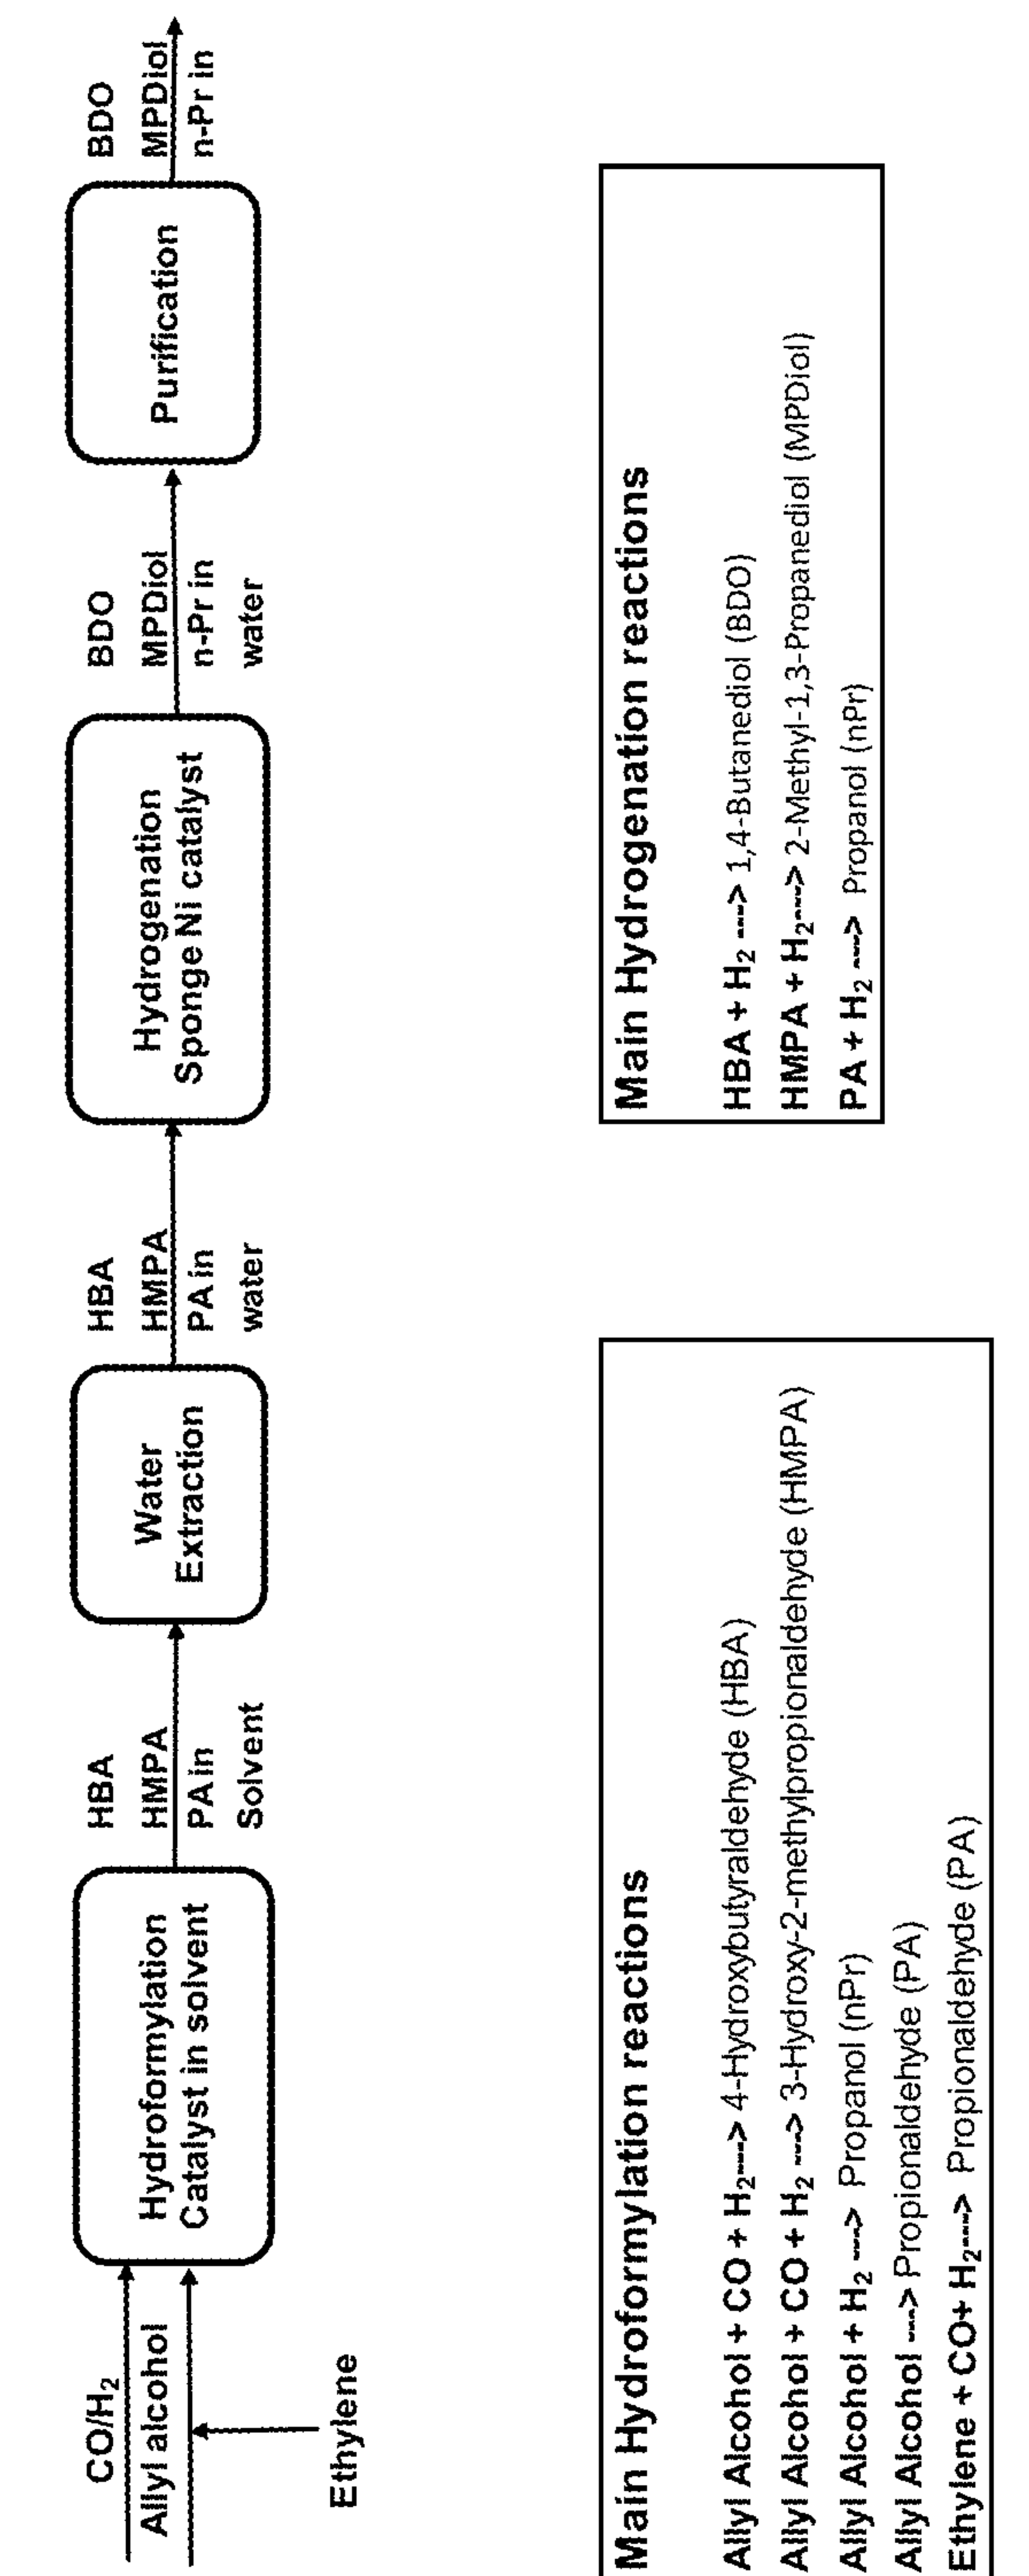 CO/H₂
Allyl alcohol
Ethylene
Hydroformylation
Catalyst in solvent
HBA
HMPA
PA in
Solvent
Water
Extraction
HBA
HMPA
PA in
water
Hydrogenation
Sponge Ni catalyst
BDO
MPDiol
n-Pr in
water
Purification
BDO
MPDiol
n-Pr in
Main Hydroformylation reactions
Allyl Alcohol + CO + H₂---> 4-Hydroxybutyraldehyde (HBA)
Allyl Alcohol + CO + H₂ ---> 3-Hydroxy-2-methylpropionaldehyde (HMPA)
Allyl Alcohol + H₂ ---> Propanol (nPr)
Allyl Alcohol ---> Propionaldehyde (PA)
Ethylene + CO+ H₂---> Propionaldehyde (PA)
Main Hydrogenation reactions
HBA + H₂ ---> 1,4-Butanediol (BDO)
HMPA + H₂---> 2-Methyl-1,3-Propanediol (MPDiol)
PA + H₂ ---> Propanol (nPr)